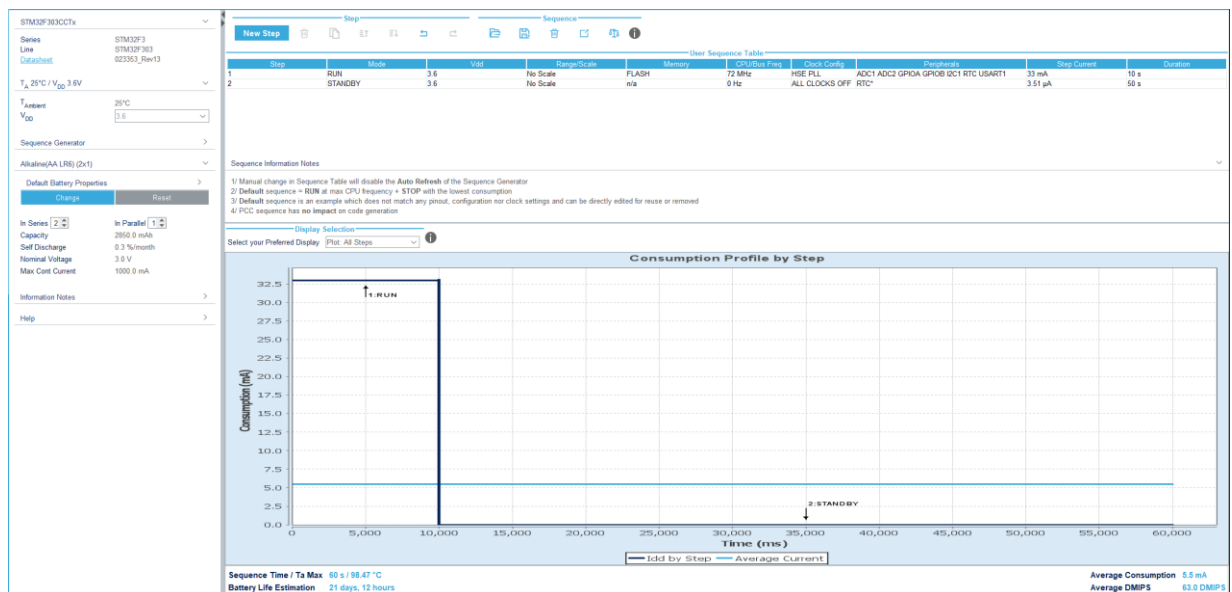 STM32F303CCTx
Series STM32F3
Line STM32F303
Datasheet 023353_Rev13
TA 25°C / VDD 3.6V
TAmbient 25°C
VDD 3.6
Sequence Generator
Alkaline(AA LR6) (2x1)
Default Battery Properties
Change Reset
In Series 2 In Parallel 1
Capacity 2850.0 mAh
Self Discharge 0.3 %/month
Nominal Voltage 3.0 V
Max Cont Current 1000.0 mA
Information Notes
Help
Step Sequence
New Step
User Sequence Table
Step Mode Vdd Range/Scale Memory CPU/Bus Freq Clock Config Peripherals Step Current Duration
1 RUN 3.6 No Scale FLASH 72 MHz HSE PLL ADC1 ADC2 GPIOA GPIOB I2C1 RTC USART1 33 mA 10 s
2 STANDBY 3.6 No Scale n/a 0 Hz ALL CLOCKS OFF RTC* 3.51 µA 50 s
Sequence Information Notes
1/ Manual change in Sequence Table will disable the Auto Refresh of the Sequence Generator
2/ Default sequence = RUN at max CPU frequency + STOP with the lowest consumption
3/ Default sequence is an example which does not match any pinout, configuration nor clock settings and can be directly edited for reuse or removed
4/ PCC sequence has no impact on code generation
Display Selection
Select your Preferred Display Plot: All Steps
Consumption Profile by Step
Consumption (mA)
32.5
30.0
27.5
25.0
22.5
20.0
17.5
15.0
12.5
10.0
7.5
5.0
2.5
0.0
1:RUN
2:STANDBY
0 5,000 10,000 15,000 20,000 25,000 30,000 35,000 40,000 45,000 50,000 55,000 60,000
Time (ms)
Idd by Step Average Current
Sequence Time / Ta Max 60 s / 98.47 °C Average Consumption 5.5 mA
Battery Life Estimation 21 days, 12 hours Average DMIPS 63.0 DMIPS